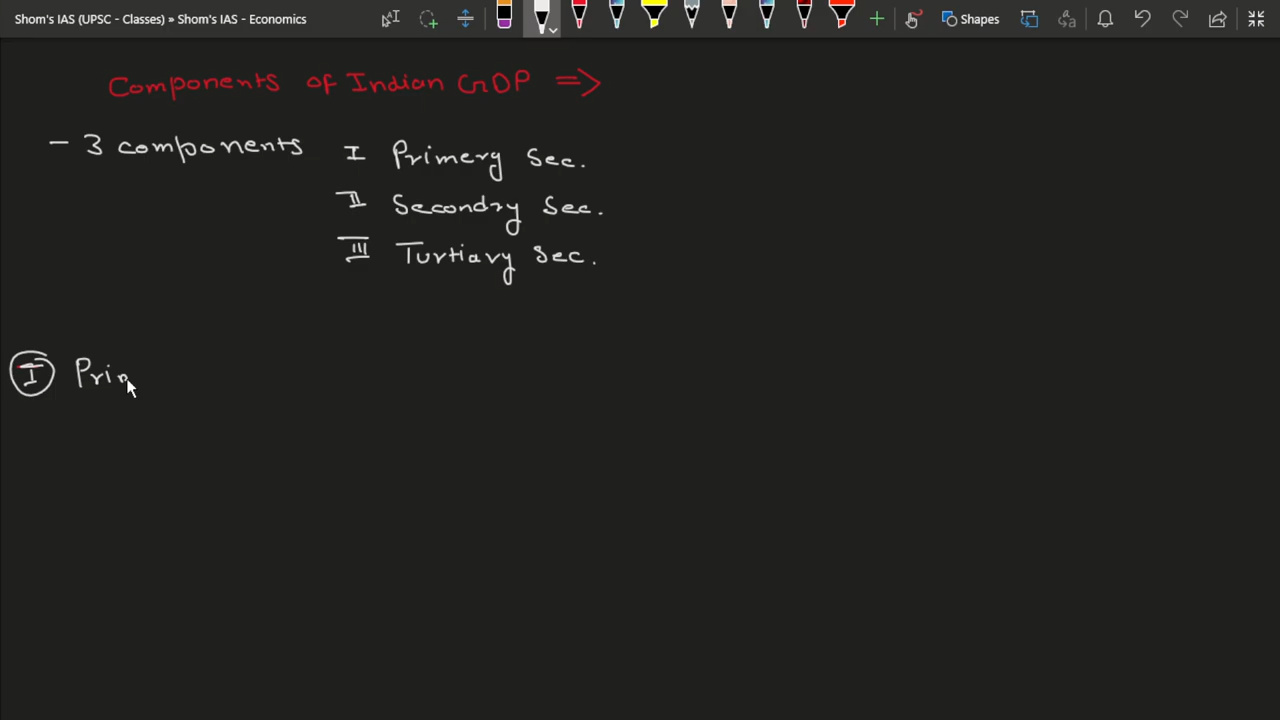 Shom's IAS (UPSC - Classes) » Shom's IAS - Economics
Shapes
Components of Indian GDP =>
- 3 components
I Primery Sec.
II Secondry Sec.
III Turtiary Sec.
I Prim